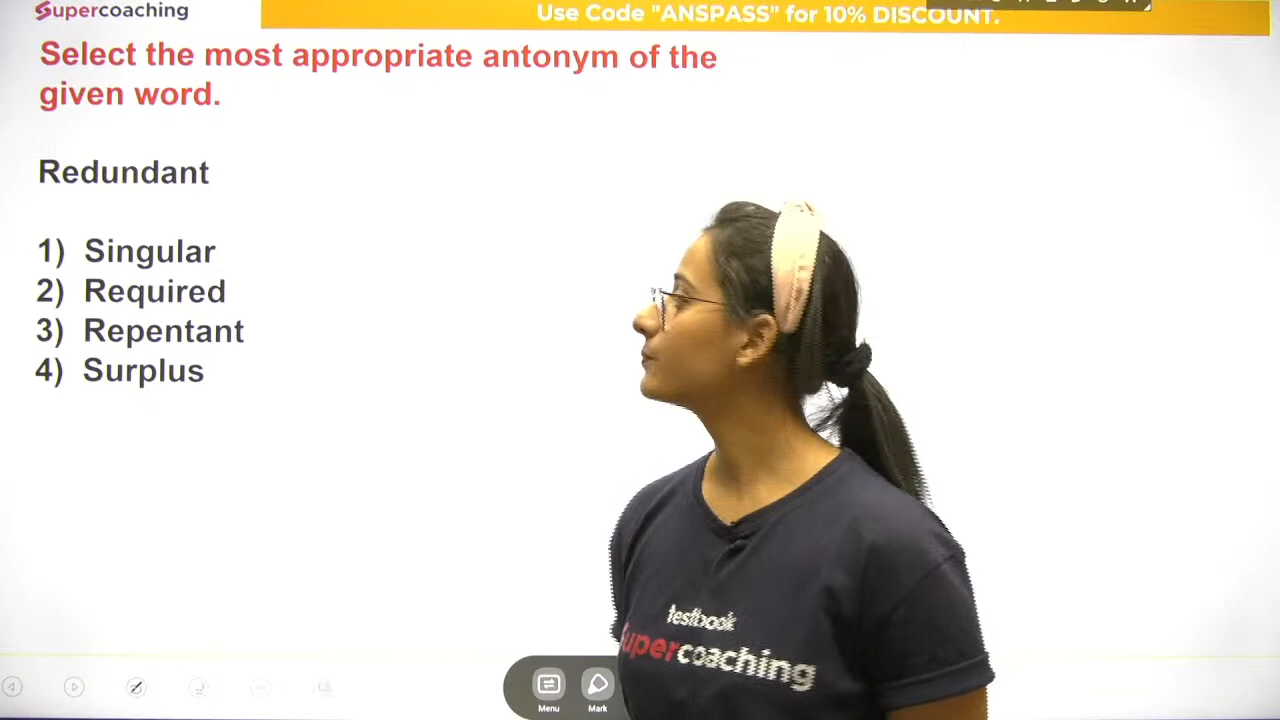 Supercoaching
Use Code "ANSPASS" for 10% DISCOUNT.
Select the most appropriate antonym of the
given word.
Redundant
1) Singular
2) Required
3) Repentant
4) Surplus
testbook
Supercoaching
Menu
Mark